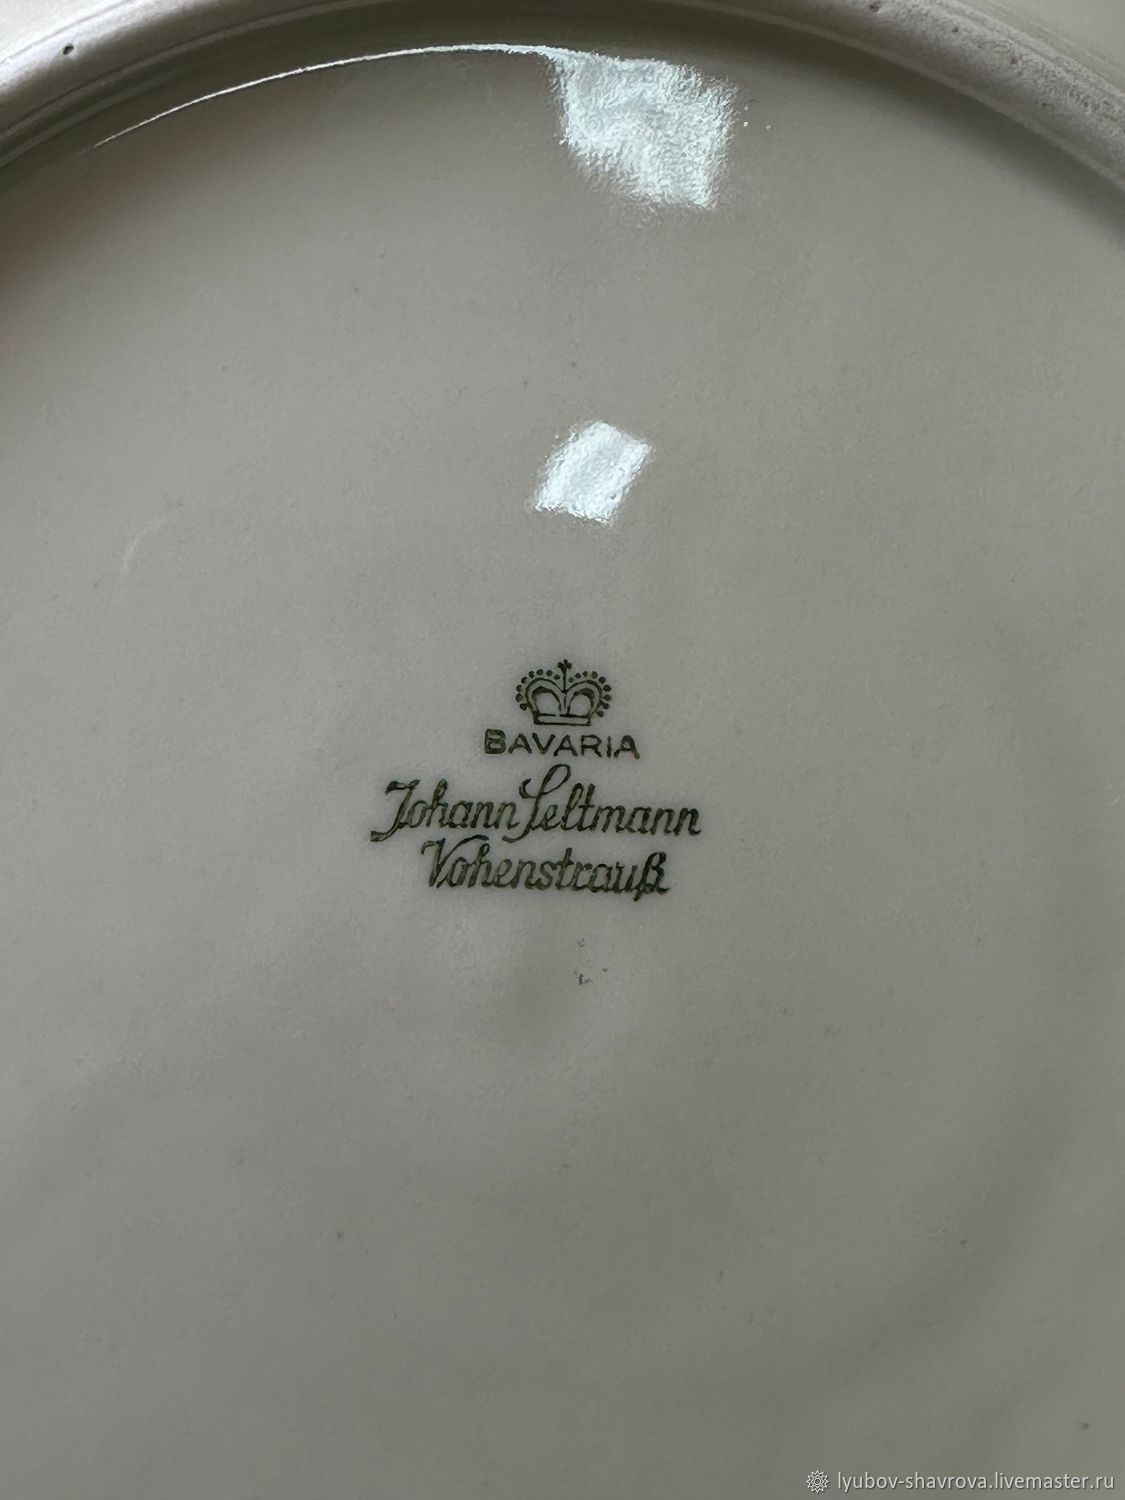 BAVARIA
Johann Seltmann
Vohenstrauß
lyubov-shavrova.livemaster.ru